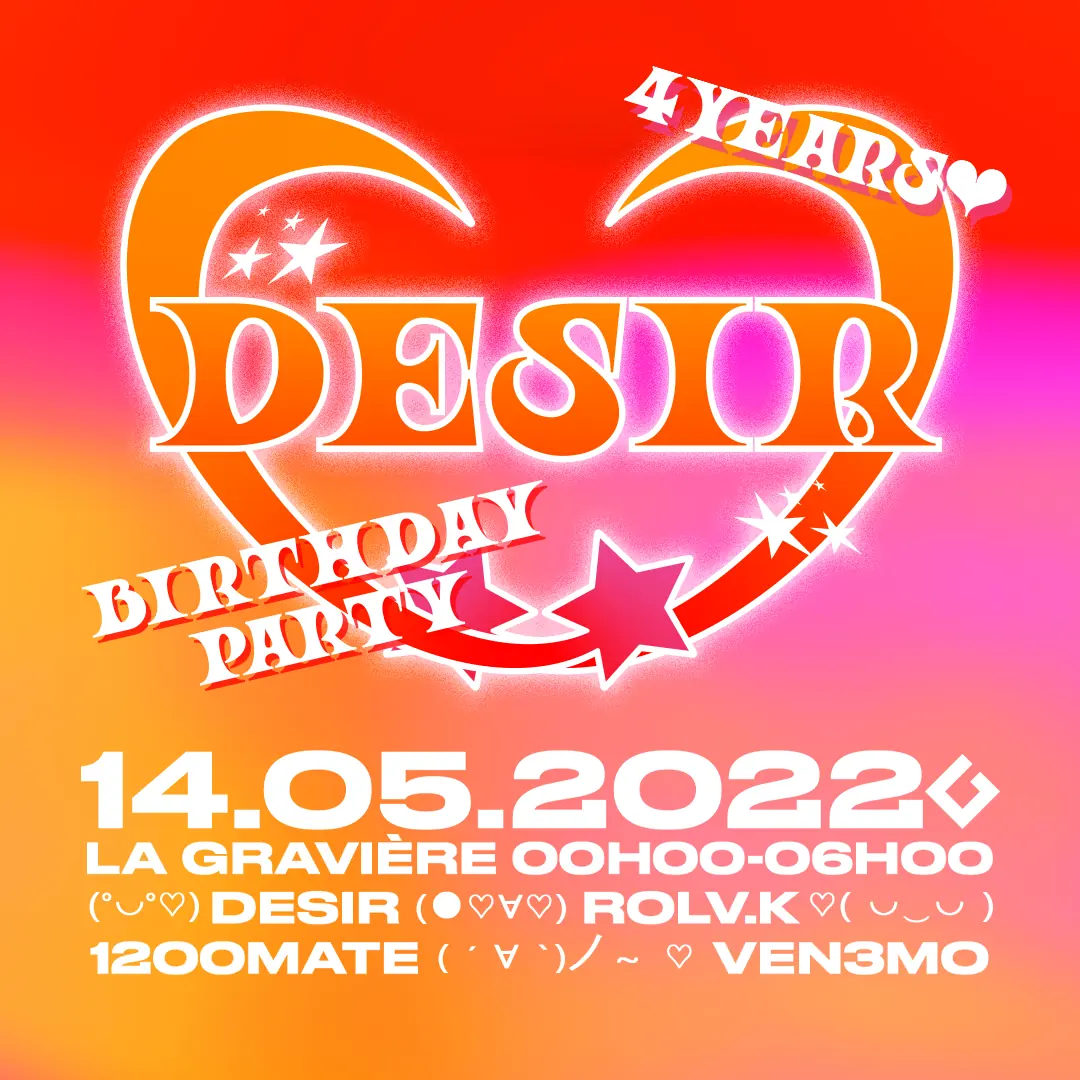 4 YEARS♥
DESIR
BIRTHDAY
PARTY
14.05.2022
LA GRAVIÈRE 00H00-06H00
(°◡°♡) DESIR (●♡∀♡) ROLV.K ♡( ◡‿◡ )
1200MATE ( ´ ∀ `)ノ ~ ♡ VEN3MO